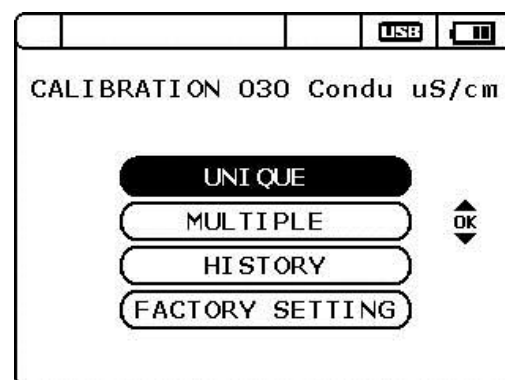 USB
CALIBRATION 030 Condu uS/cm
UNIQUE
MULTIPLE
OK
HISTORY
FACTORY SETTING